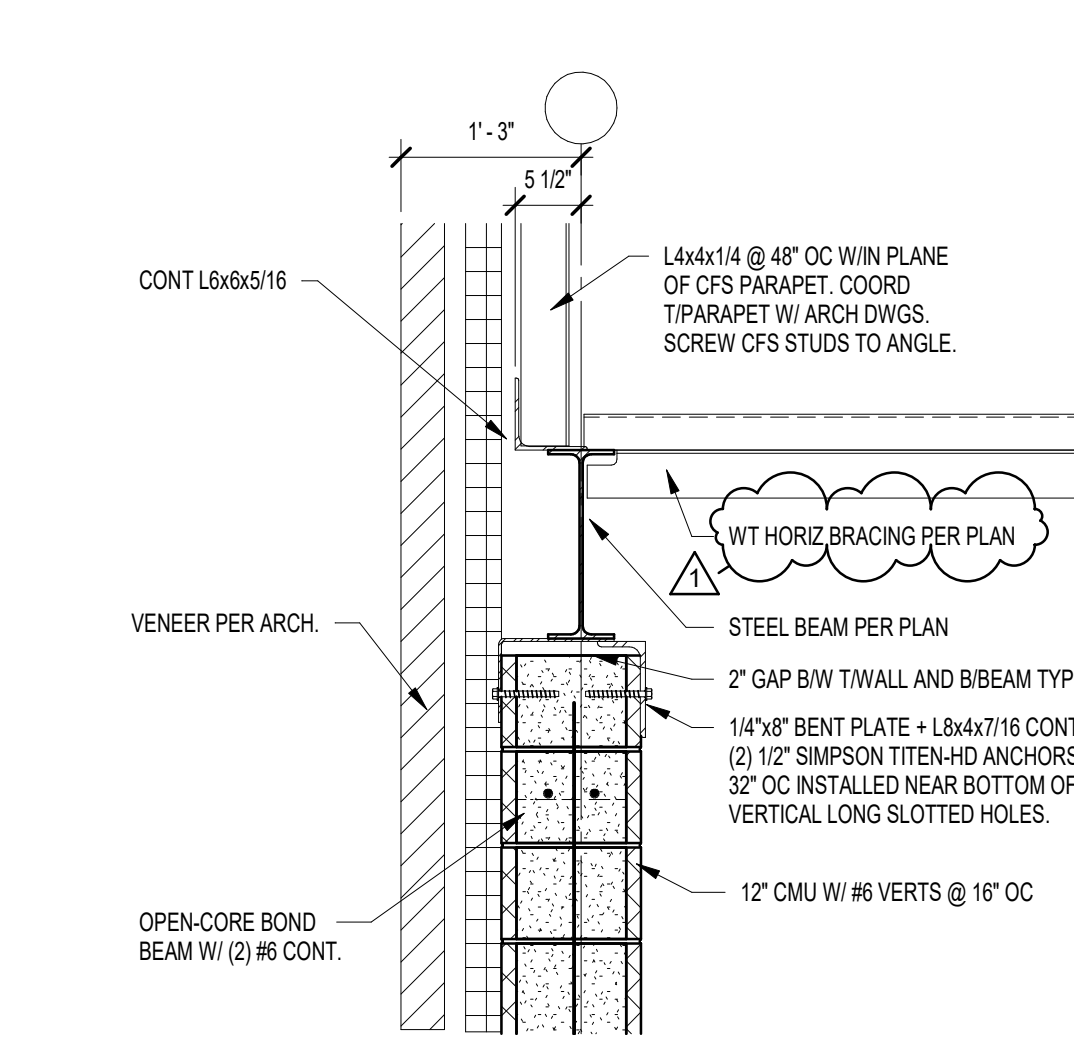 1' - 3"
5 1/2"
L4x4x1/4 @ 48" OC W/IN PLANE
OF CFS PARAPET. COORD
T/PARAPET W/ ARCH DWGS.
SCREW CFS STUDS TO ANGLE.
CONT L6x6x5/16
WT HORIZ BRACING PER PLAN
1
VENEER PER ARCH.
STEEL BEAM PER PLAN
2" GAP B/W T/WALL AND B/BEAM TYP
1/4"x8" BENT PLATE + L8x4x7/16 CONT
(2) 1/2" SIMPSON TITEN-HD ANCHORS
32" OC INSTALLED NEAR BOTTOM OF
VERTICAL LONG SLOTTED HOLES.
12" CMU W/ #6 VERTS @ 16" OC
OPEN-CORE BOND
BEAM W/ (2) #6 CONT.